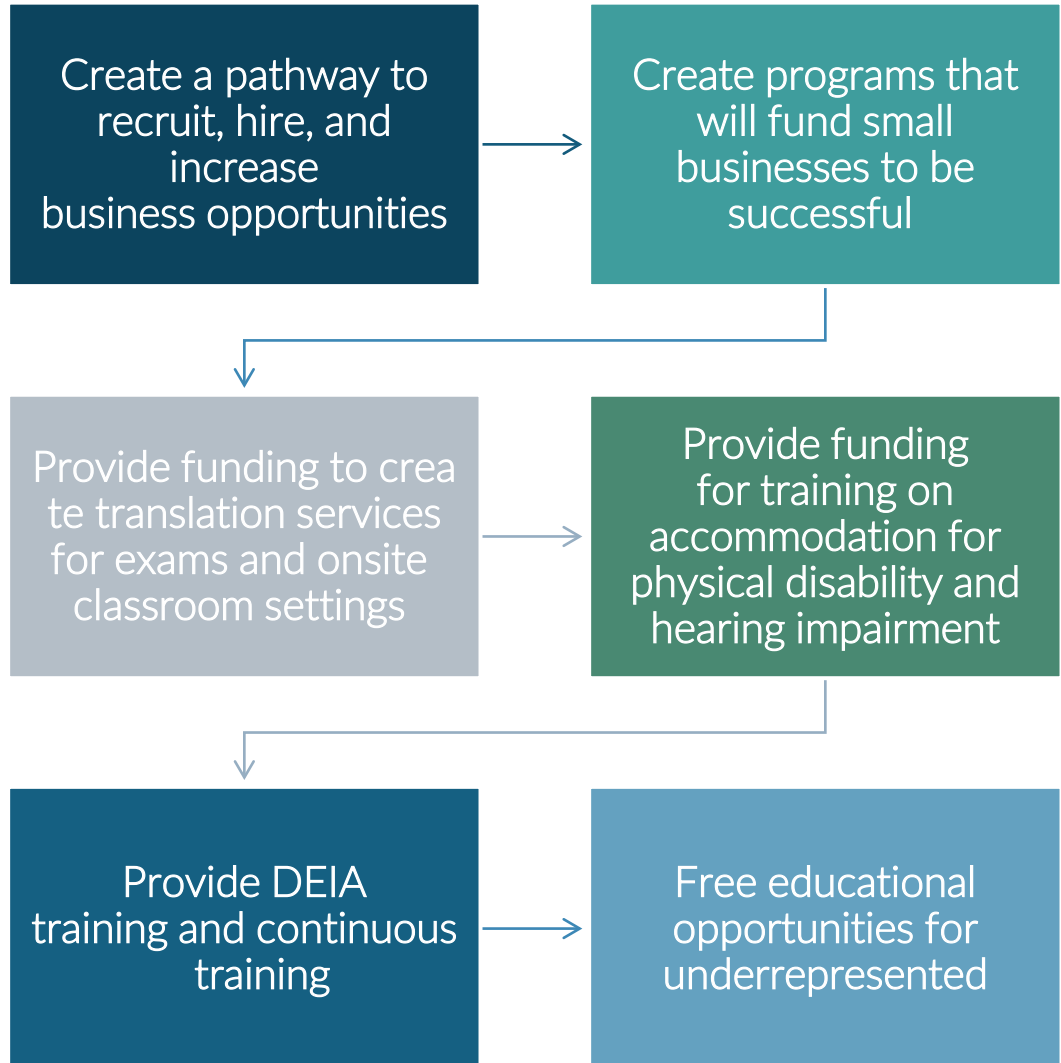 Create a pathway to
recruit, hire, and
increase
business opportunities
Create programs that
will fund small
businesses to be
successful
Provide funding to crea
te translation services
for exams and onsite
classroom settings
Provide funding
for training on
accommodation for
physical disability and
hearing impairment
Provide DEIA
training and continuous
training
Free educational
opportunities for
underrepresented